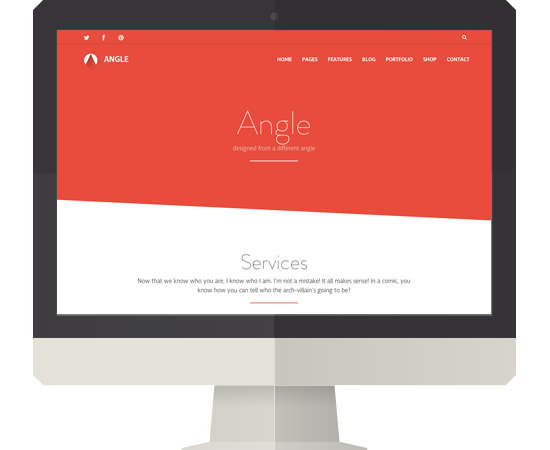 ANGLE
HOME PAGES FEATURES BLOG PORTFOLIO SHOP CONTACT
Angle
designed from a different angle
Services
Now that we know who you are, I know who I am. I'm not a mistake! It all makes sense! In a comic, you
know how you can tell who the arch-villain's going to be?